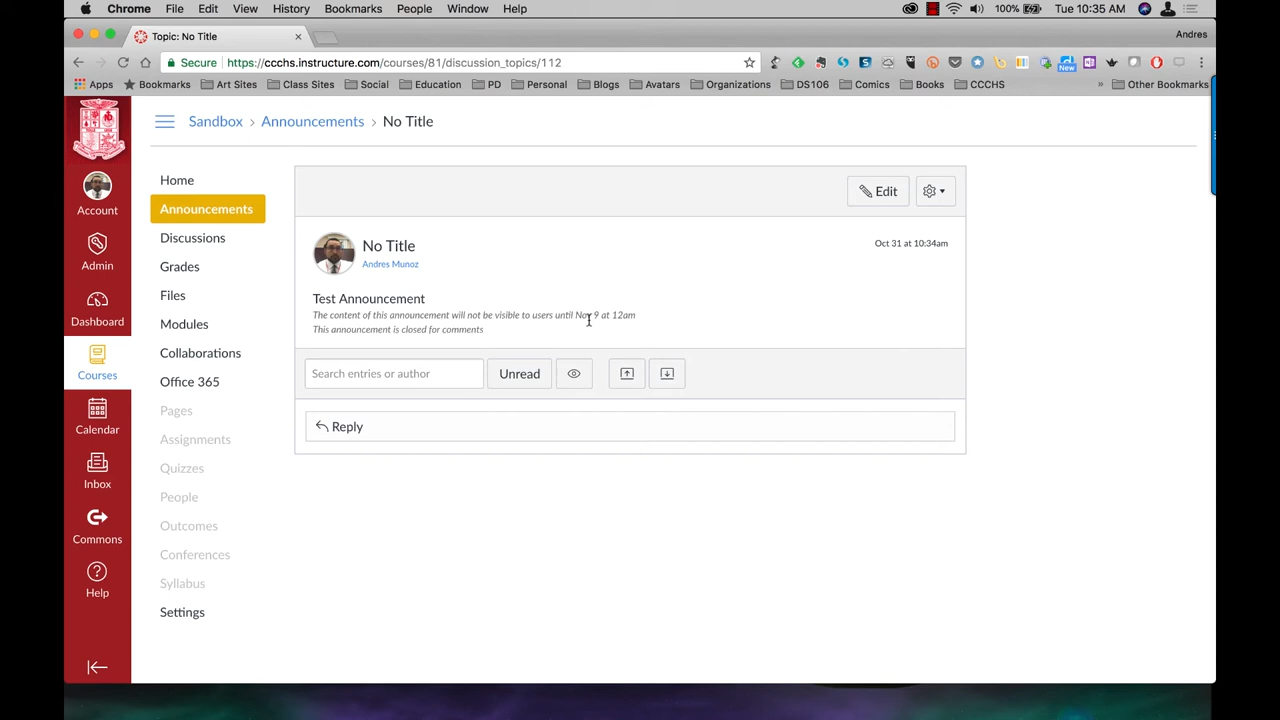 Chrome File Edit View History Bookmarks People Window Help 100% Tue 10:35 AM
Topic: No Title Andres
Secure https://ccchs.instructure.com/courses/81/discussion_topics/112 New
Apps Bookmarks Art Sites Class Sites Social Education PD Personal Blogs Avatars Organizations DS106 Comics Books CCCHS » Other Bookmarks
Sandbox > Announcements > No Title
Account
Admin
Dashboard
Courses
Calendar
Inbox
Commons
Help
Home
Announcements
Discussions
Grades
Files
Modules
Collaborations
Office 365
Pages
Assignments
Quizzes
People
Outcomes
Conferences
Syllabus
Settings
Edit
No Title Oct 31 at 10:34am
Andres Munoz
Test Announcement
The content of this announcement will not be visible to users until Nov 9 at 12am
This announcement is closed for comments
Search entries or author Unread
Reply